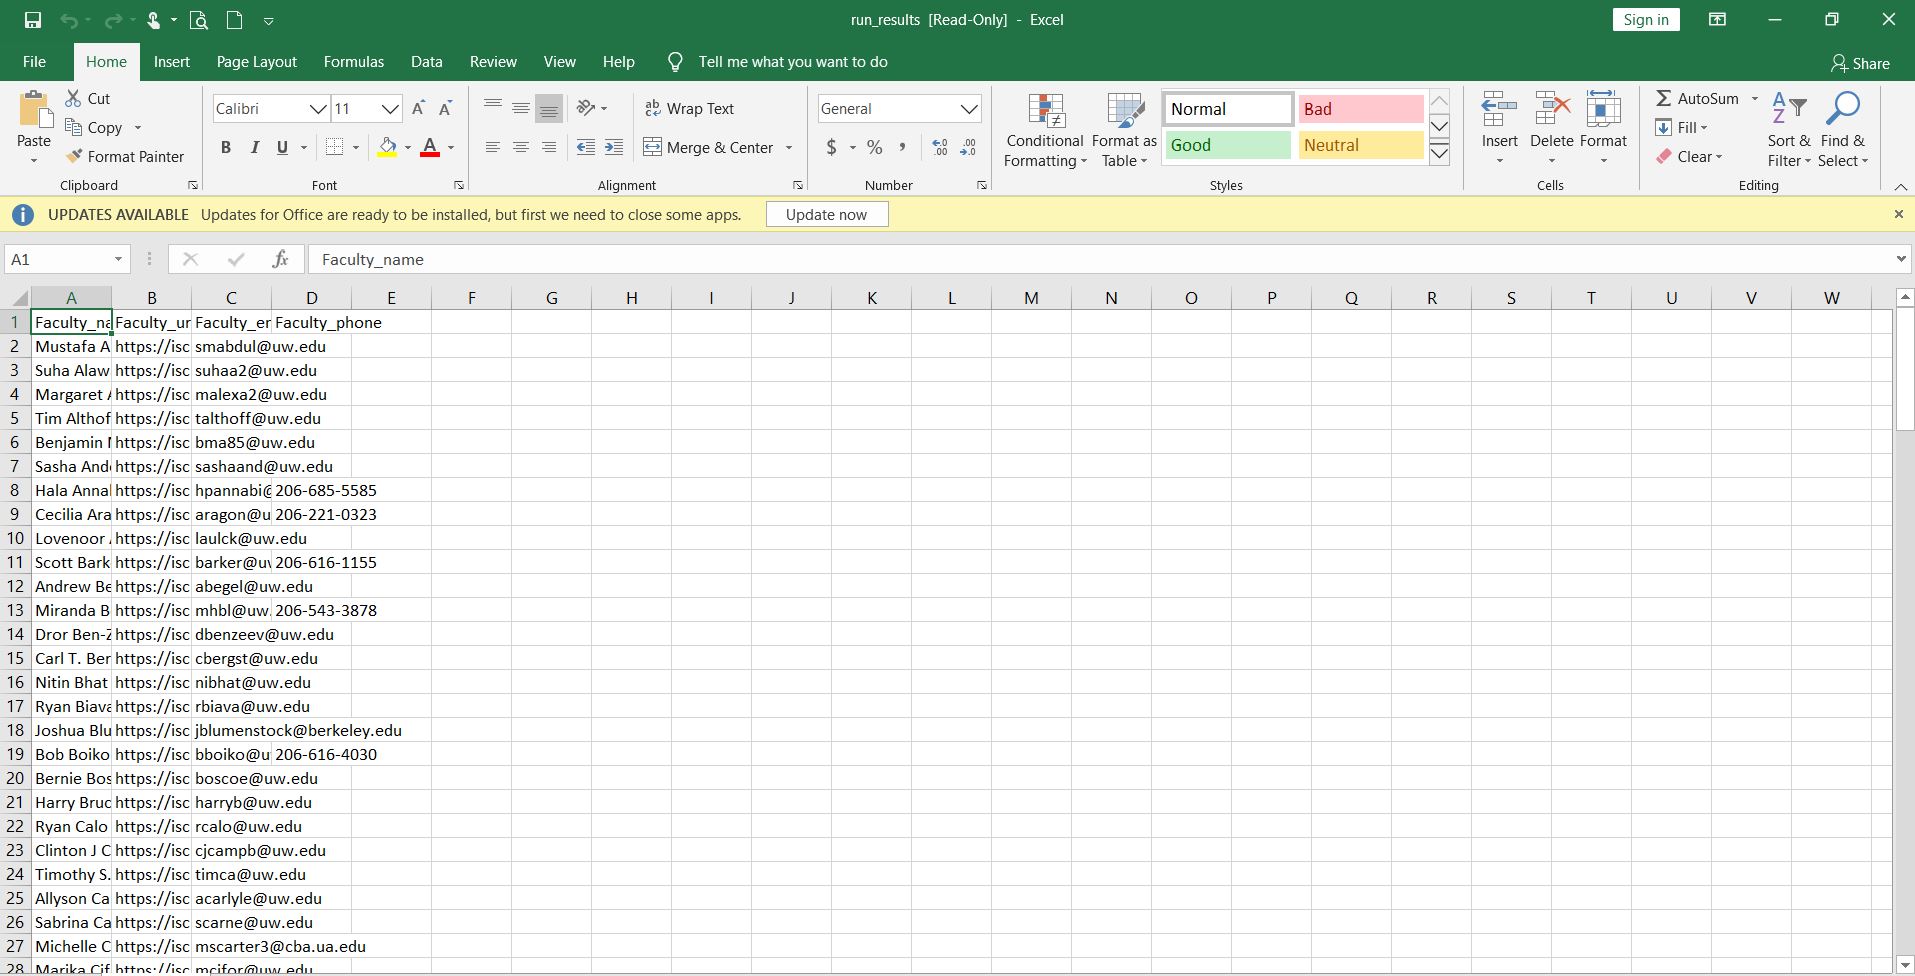 run_results [Read-Only] - Excel
Sign in
File Home Insert Page Layout Formulas Data Review View Help Tell me what you want to do Share
Paste
Cut
Copy
Format Painter
Clipboard
Calibri 11 A A
B I U A
Font
ab Wrap Text
Merge & Center
Alignment
General
$ %
Number
Conditional Formatting
Format as Table
Normal Bad
Good Neutral
Styles
Insert Delete Format
Cells
AutoSum
Fill
Clear
Sort & Filter
Find & Select
Editing
UPDATES AVAILABLE Updates for Office are ready to be installed, but first we need to close some apps. Update now
A1 fx Faculty_name
A B C D E F G H I J K L M N O P Q R S T U V W
1 Faculty_na Faculty_ur Faculty_er Faculty_phone
2 Mustafa A https://isc smabdul@uw.edu
3 Suha Alaw https://isc suhaa2@uw.edu
4 Margaret A https://isc malexa2@uw.edu
5 Tim Althof https://isc talthoff@uw.edu
6 Benjamin https://isc bma85@uw.edu
7 Sasha Ande https://isc sashaand@uw.edu
8 Hala Annal https://isc hpannabi@ 206-685-5585
9 Cecilia Ara https://isc aragon@u 206-221-0323
10 Lovenoor https://isc laulck@uw.edu
11 Scott Bark https://isc barker@uw 206-616-1155
12 Andrew Be https://isc abegel@uw.edu
13 Miranda B https://isc mhbl@uw. 206-543-3878
14 Dror Ben-Z https://isc dbenzeev@uw.edu
15 Carl T. Ber https://isc cbergst@uw.edu
16 Nitin Bhat https://isc nibhat@uw.edu
17 Ryan Biava https://isc rbiava@uw.edu
18 Joshua Blu https://isc jblumenstock@berkeley.edu
19 Bob Boiko https://isc bboiko@u 206-616-4030
20 Bernie Bos https://isc boscoe@uw.edu
21 Harry Bruc https://isc harryb@uw.edu
22 Ryan Calo https://isc rcalo@uw.edu
23 Clinton J C https://isc cjcampb@uw.edu
24 Timothy S. https://isc timca@uw.edu
25 Allyson Ca https://isc acarlyle@uw.edu
26 Sabrina Ca https://isc scarne@uw.edu
27 Michelle C https://isc mscarter3@cba.ua.edu
28 Marika Cif https://isc mcifor@uw.edu